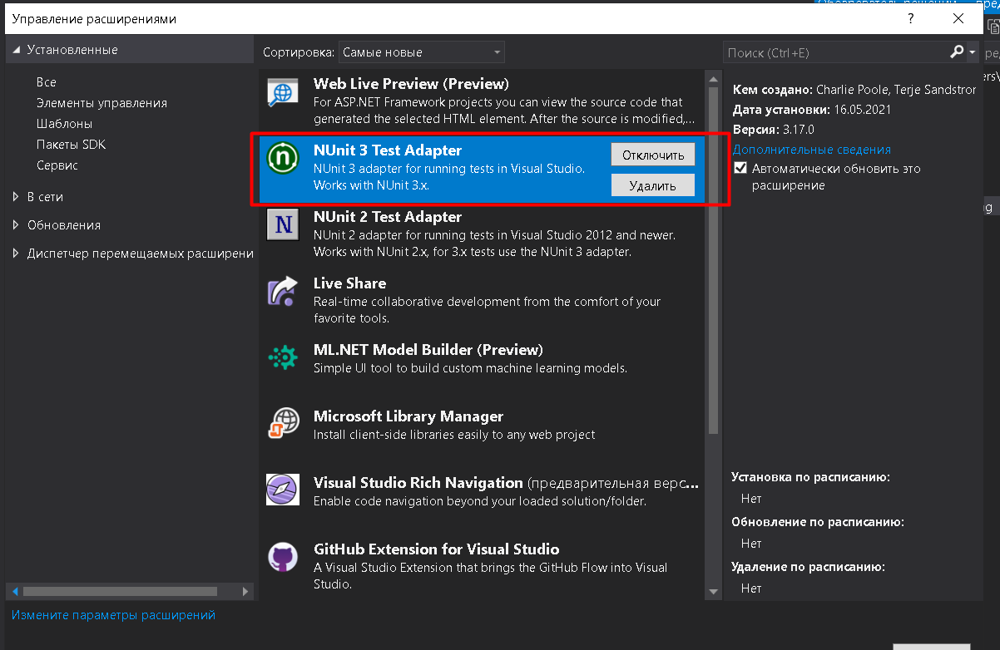 Управление расширениями
?
Установленные
Все
Элементы управления
Шаблоны
Пакеты SDK
Сервис
В сети
Обновления
Диспетчер перемещаемых расширени
Измените параметры расширений
Сортировка: Самые новые
Web Live Preview (Preview)
For ASP.NET Framework projects you can view the source code that
generated the selected HTML element. After the source is modified,...
NUnit 3 Test Adapter
NUnit 3 adapter for running tests in Visual Studio.
Works with NUnit 3.x.
Отключить
Удалить
NUnit 2 Test Adapter
NUnit 2 adapter for running tests in Visual Studio 2012 and newer.
Works with NUnit 2.x, for 3.x tests use the NUnit 3 adapter.
Live Share
Real-time collaborative development from the comfort of your
favorite tools.
ML.NET Model Builder (Preview)
Simple UI tool to build custom machine learning models.
Microsoft Library Manager
Install client-side libraries easily to any web project
Visual Studio Rich Navigation (предварительная верс...
Enable code navigation beyond your loaded solution/folder.
GitHub Extension for Visual Studio
A Visual Studio Extension that brings the GitHub Flow into Visual
Studio.
Поиск (Ctrl+E)
Кем создано: Charlie Poole, Terje Sandstror
Дата установки: 16.05.2021
Версия: 3.17.0
Дополнительные сведения
Автоматически обновить это
расширение
Установка по расписанию:
Нет
Обновление по расписанию:
Нет
Удаление по расписанию:
Нет